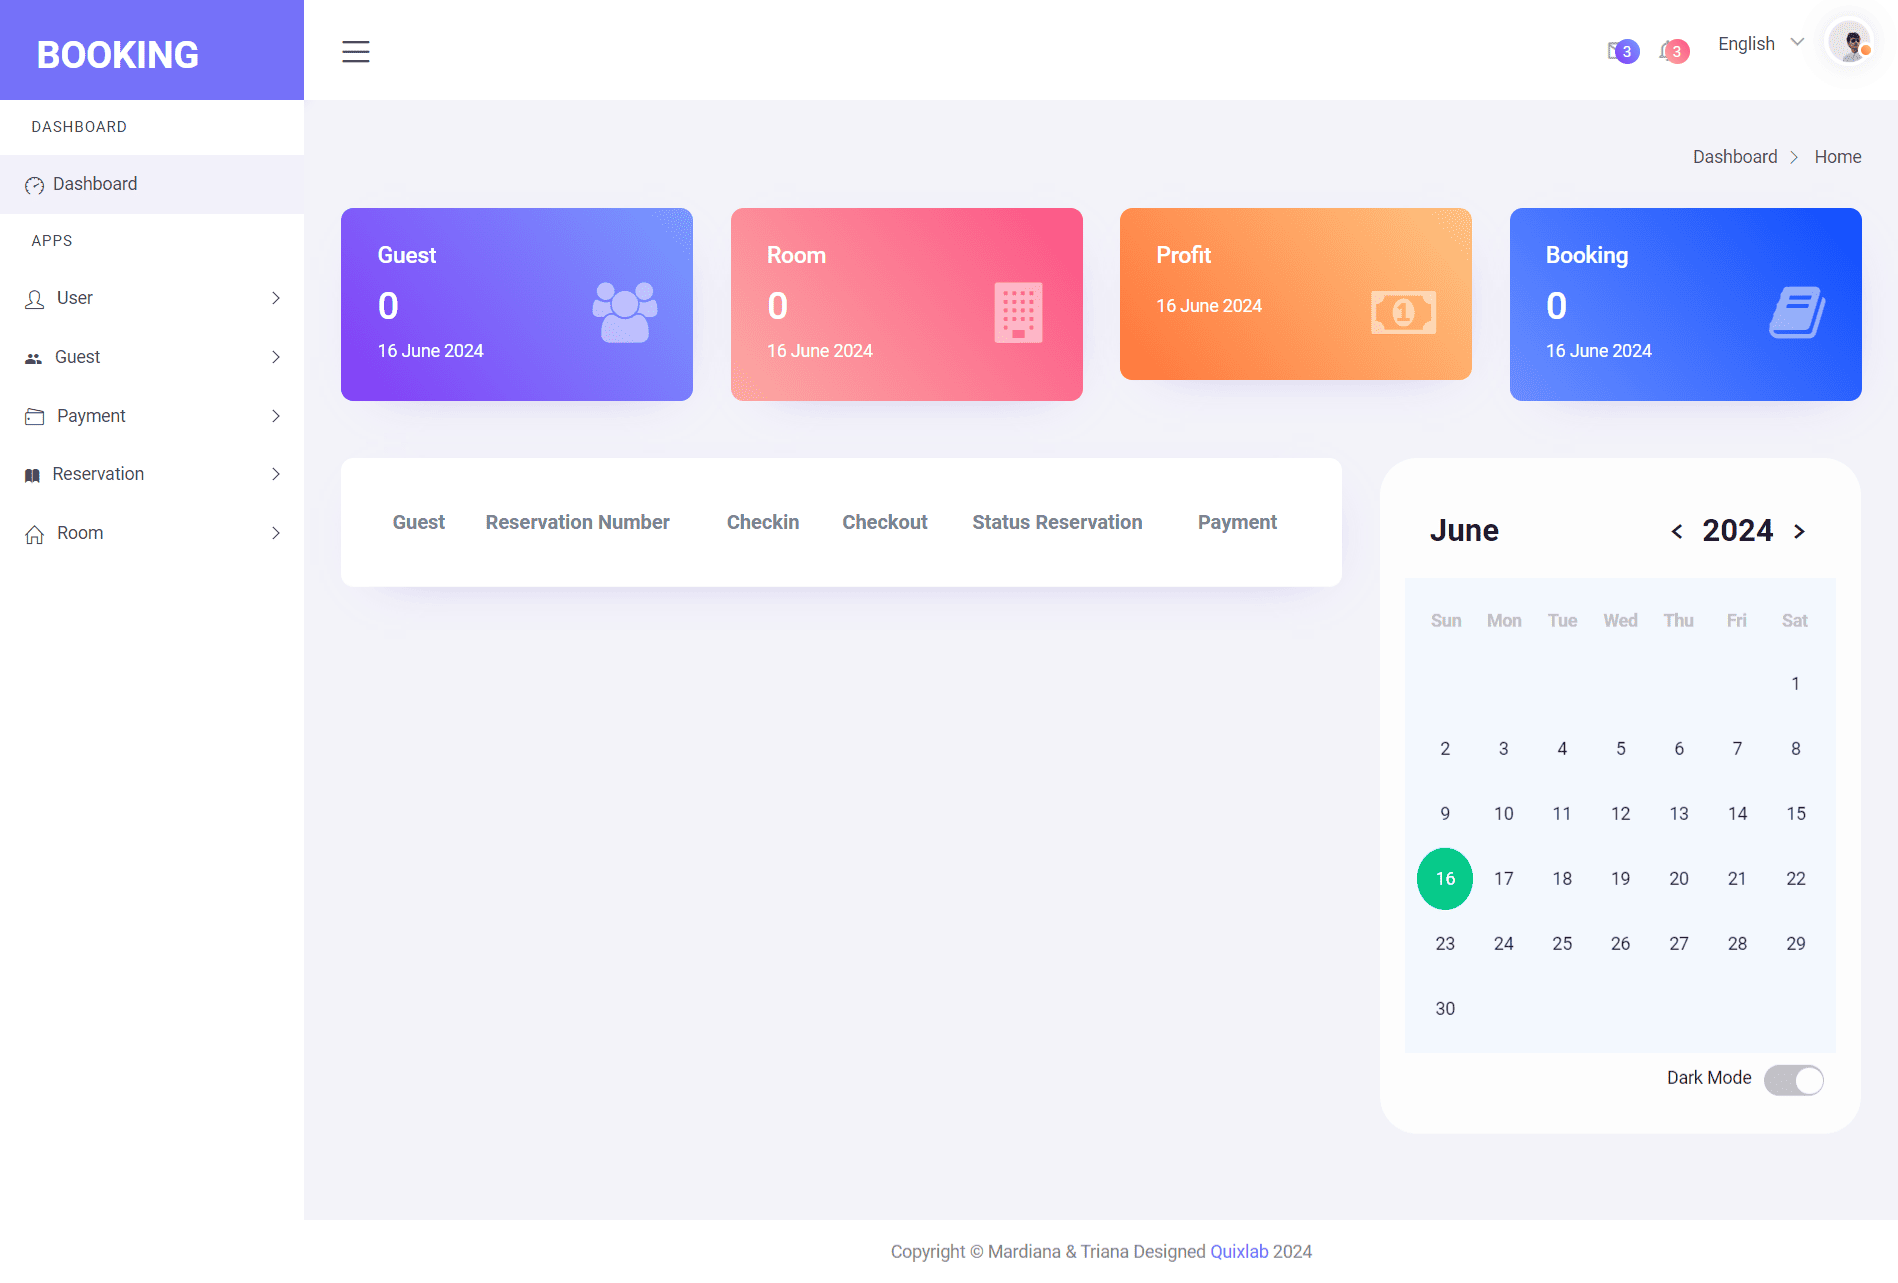 BOOKING
3
3
English
DASHBOARD
Dashboard
APPS
User
Guest
Payment
Reservation
Room
Dashboard
Home
Guest
0
16 June 2024
Room
0
16 June 2024
Profit
16 June 2024
1
Booking
0
16 June 2024
Guest Reservation Number Checkin Checkout Status Reservation Payment
June < 2024 >
Sun Mon Tue Wed Thu Fri Sat
1
2 3 4 5 6 7 8
9 10 11 12 13 14 15
16 17 18 19 20 21 22
23 24 25 26 27 28 29
30
Dark Mode
Copyright © Mardiana & Triana Designed Quixlab 2024